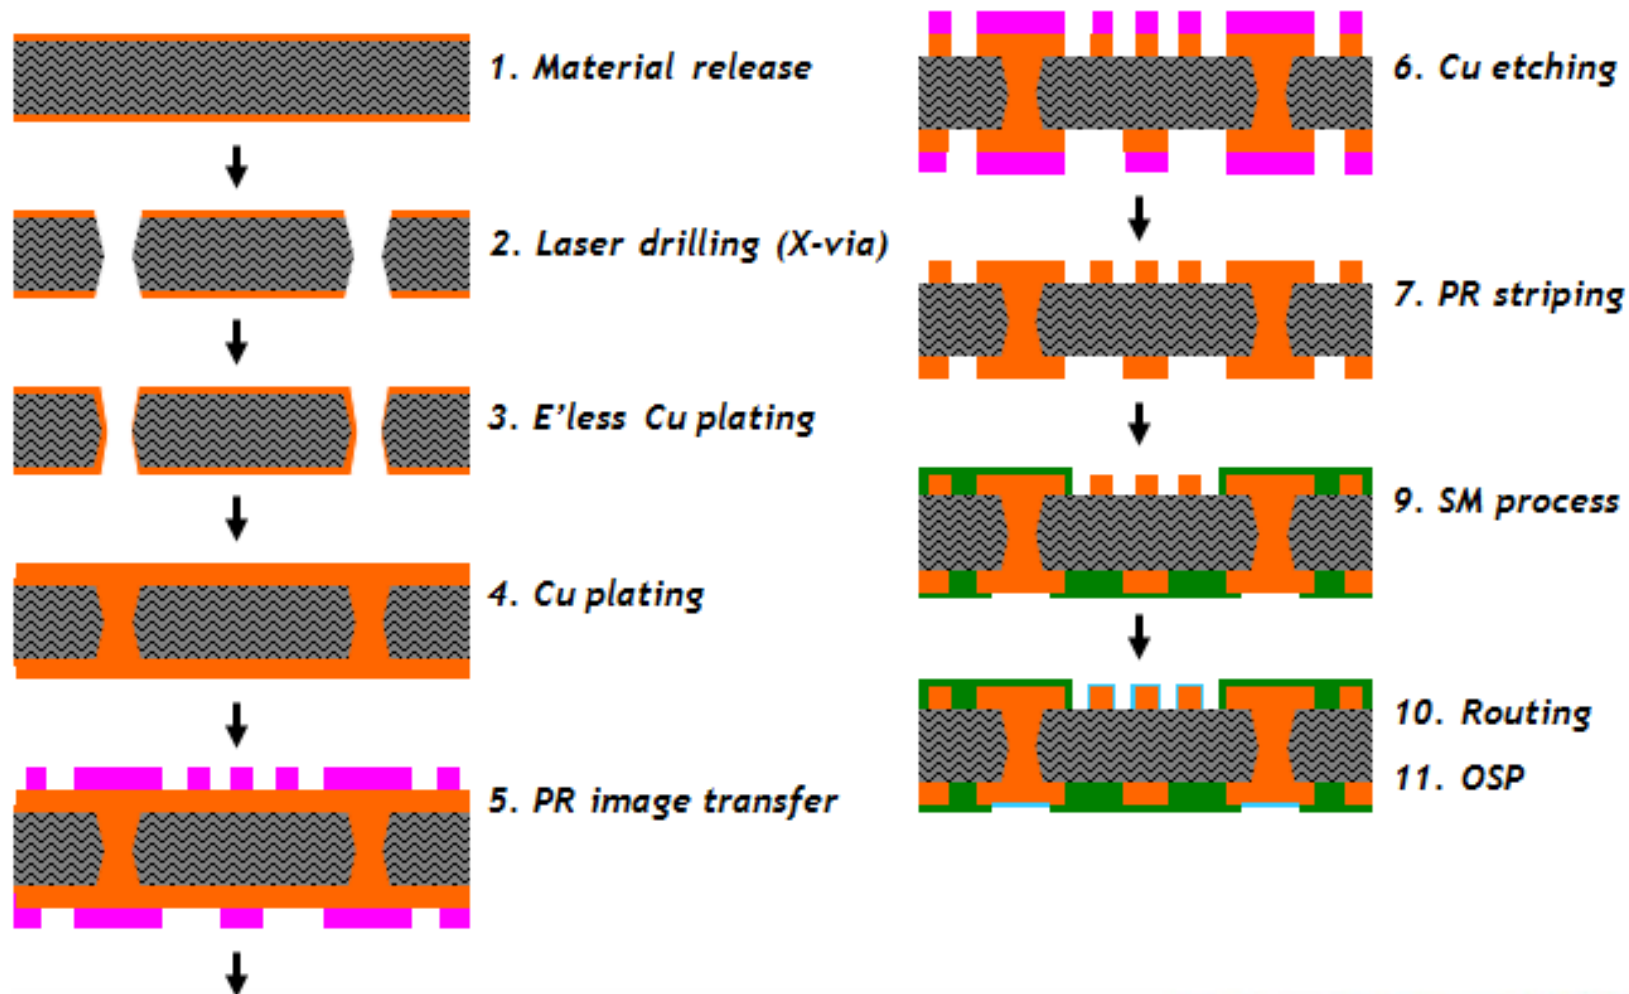 1. Material release
2. Laser drilling (X-via)
3. E'less Cu plating
4. Cu plating
5. PR image transfer
6. Cu etching
7. PR striping
9. SM process
10. Routing
11. OSP